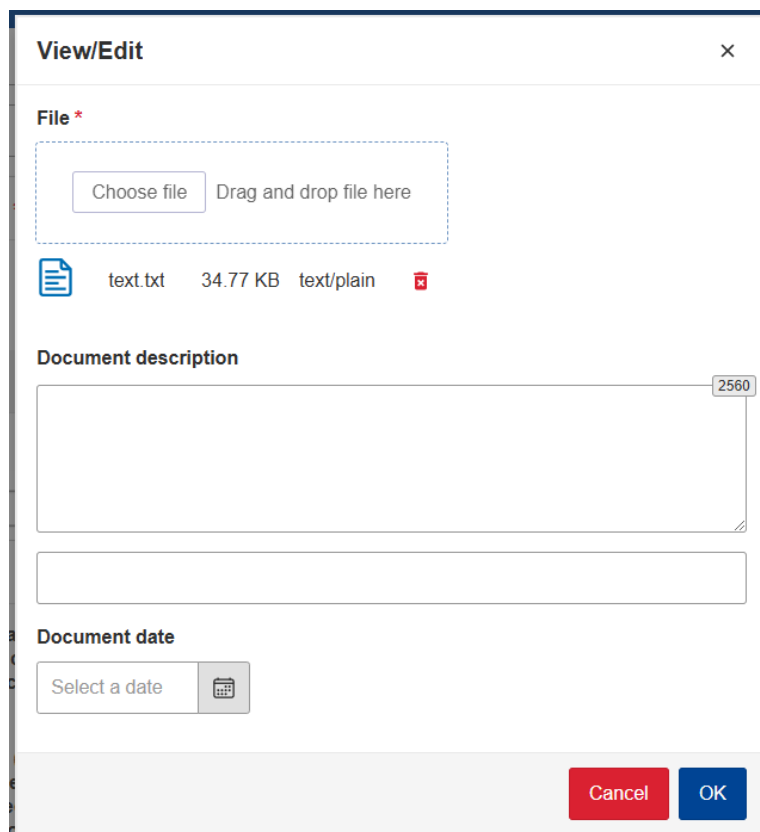 View/Edit
×
File *
Choose file Drag and drop file here
text.txt 34.77 KB text/plain
Document description
2560
Document date
Select a date
Cancel OK